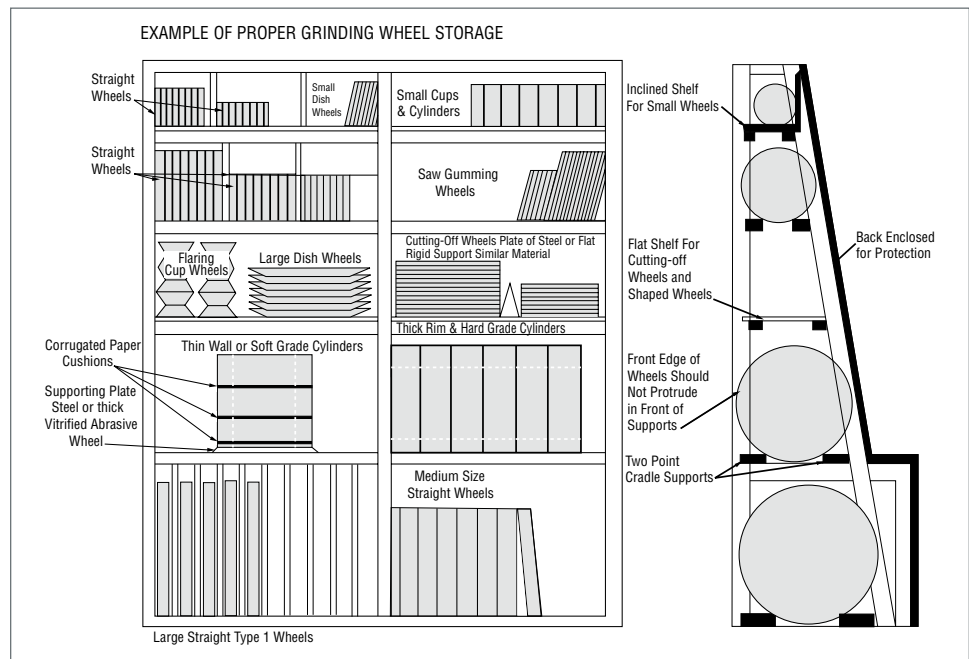 EXAMPLE OF PROPER GRINDING WHEEL STORAGE
Straight
Wheels
Small
Dish
Wheels
Small Cups
& Cylinders
Straight
Wheels
Saw Gumming
Wheels
Flaring
Cup Wheels
Large Dish Wheels
Cutting-Off Wheels Plate of Steel or Flat
Rigid Support Similar Material
Corrugated Paper
Cushions
Thin Wall or Soft Grade Cylinders
Thick Rim & Hard Grade Cylinders
Supporting Plate
Steel or thick
Vitrified Abrasive
Wheel
Medium Size
Straight Wheels
Large Straight Type 1 Wheels
Inclined Shelf
For Small Wheels
Flat Shelf For
Cutting-off
Wheels and
Shaped Wheels
Back Enclosed
for Protection
Front Edge of
Wheels Should
Not Protrude
in Front of
Supports
Two Point
Cradle Supports